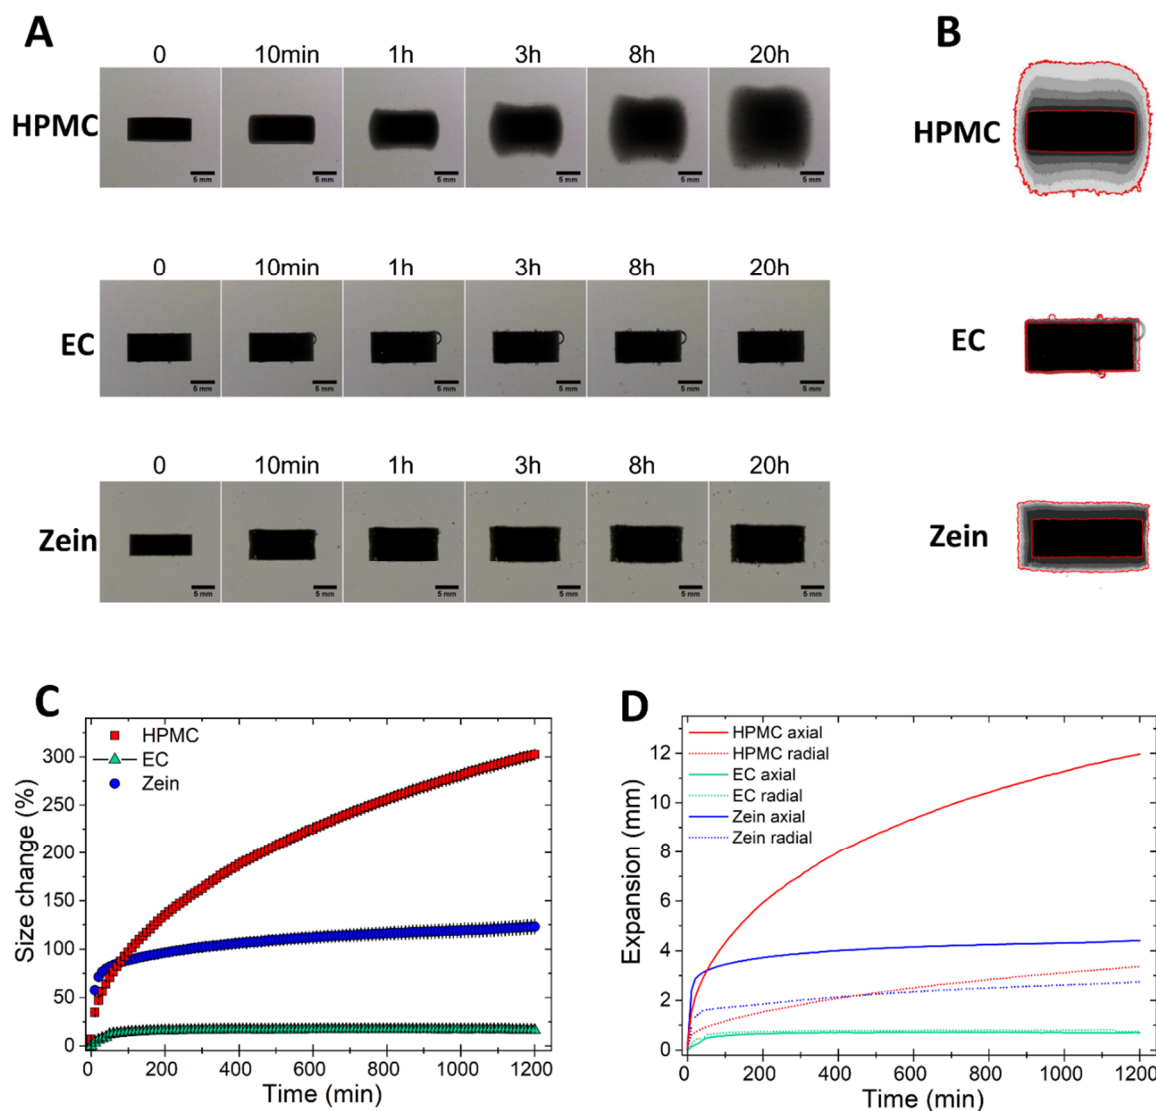 A
B
0 10min 1h 3h 8h 20h
HPMC
5 mm 5 mm 5 mm 5 mm 5 mm 5 mm
HPMC
0 10min 1h 3h 8h 20h
EC
5 mm 5 mm 5 mm 5 mm 5 mm 5 mm
EC
0 10min 1h 3h 8h 20h
Zein
5 mm 5 mm 5 mm 5 mm 5 mm 5 mm
Zein
C
HPMC
EC
Zein
Size change (%)
300
250
200
150
100
50
0
0 200 400 600 800 1000 1200
Time (min)
D
HPMC axial
HPMC radial
EC axial
EC radial
Zein axial
Zein radial
Expansion (mm)
12
10
8
6
4
2
0
0 200 400 600 800 1000 1200
Time (min)